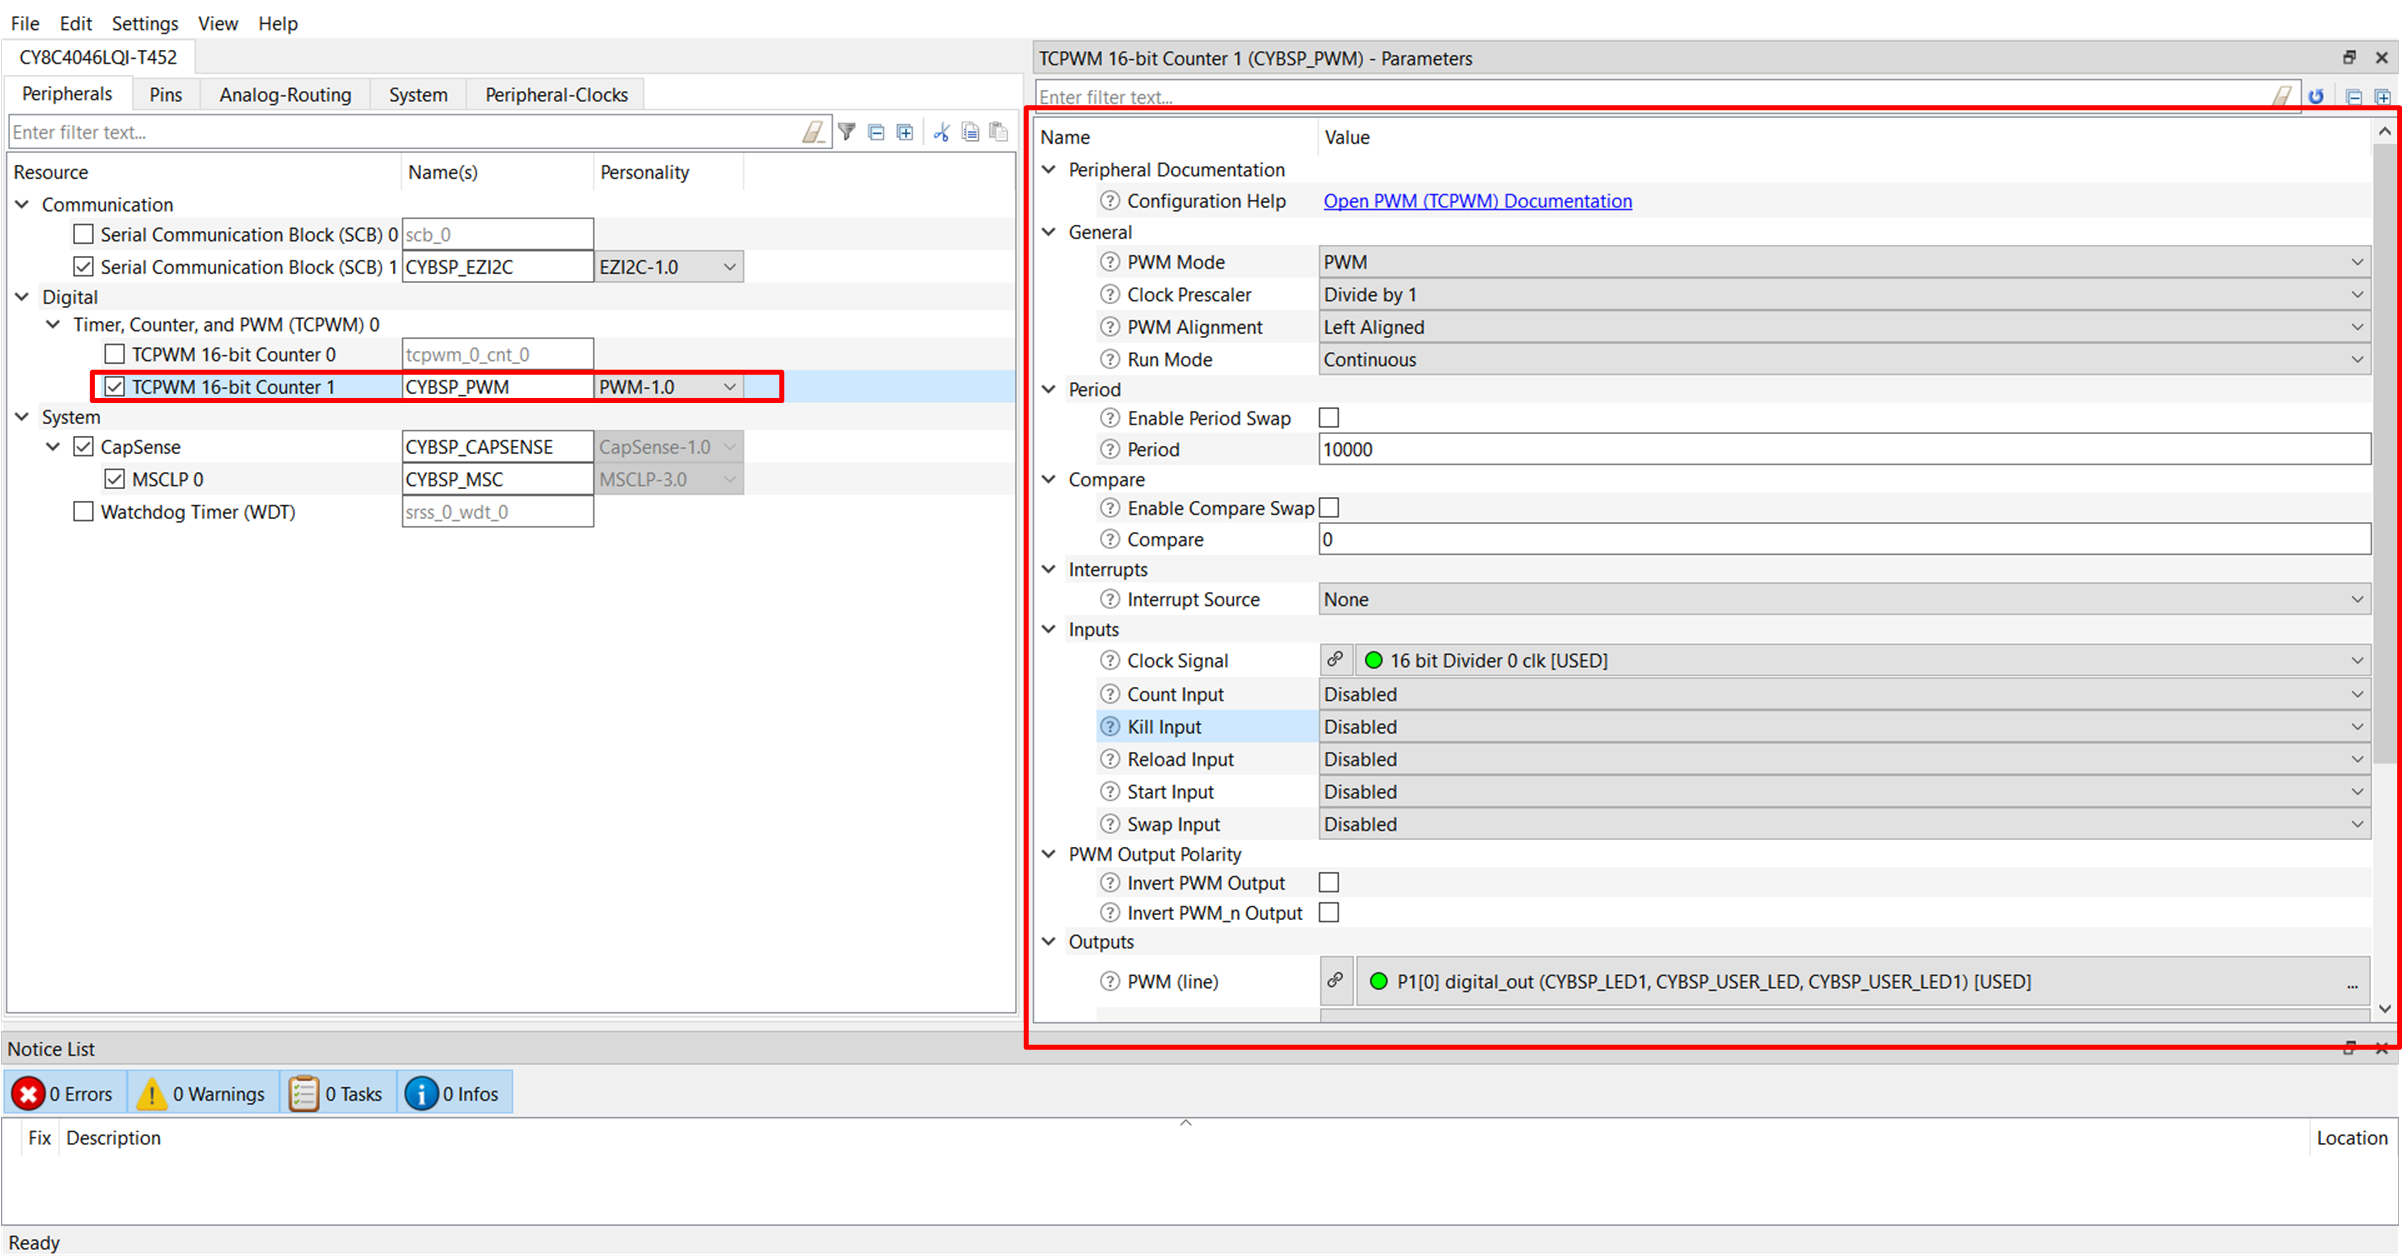 File Edit Settings View Help
CY8C4046LQI-T452
Peripherals Pins Analog-Routing System Peripheral-Clocks
Enter filter text...
Resource Name(s) Personality
Communication
Serial Communication Block (SCB) 0 scb_0
Serial Communication Block (SCB) 1 CYBSP_EZI2C EZI2C-1.0
Digital
Timer, Counter, and PWM (TCPWM) 0
TCPWM 16-bit Counter 0 tcpwm_0_cnt_0
TCPWM 16-bit Counter 1 CYBSP_PWM PWM-1.0
System
CapSense CYBSP_CAPSENSE CapSense-1.0
MSCLP 0 CYBSP_MSC MSCLP-3.0
Watchdog Timer (WDT) srss_0_wdt_0
TCPWM 16-bit Counter 1 (CYBSP_PWM) - Parameters
Enter filter text...
Name Value
Peripheral Documentation
Configuration Help Open PWM (TCPWM) Documentation
General
PWM Mode PWM
Clock Prescaler Divide by 1
PWM Alignment Left Aligned
Run Mode Continuous
Period
Enable Period Swap
Period 10000
Compare
Enable Compare Swap
Compare 0
Interrupts
Interrupt Source None
Inputs
Clock Signal 16 bit Divider 0 clk [USED]
Count Input Disabled
Kill Input Disabled
Reload Input Disabled
Start Input Disabled
Swap Input Disabled
PWM Output Polarity
Invert PWM Output
Invert PWM_n Output
Outputs
PWM (line) P1[0] digital_out (CYBSP_LED1, CYBSP_USER_LED, CYBSP_USER_LED1) [USED] ...
Notice List
0 Errors 0 Warnings 0 Tasks 0 Infos
Fix Description Location
Ready